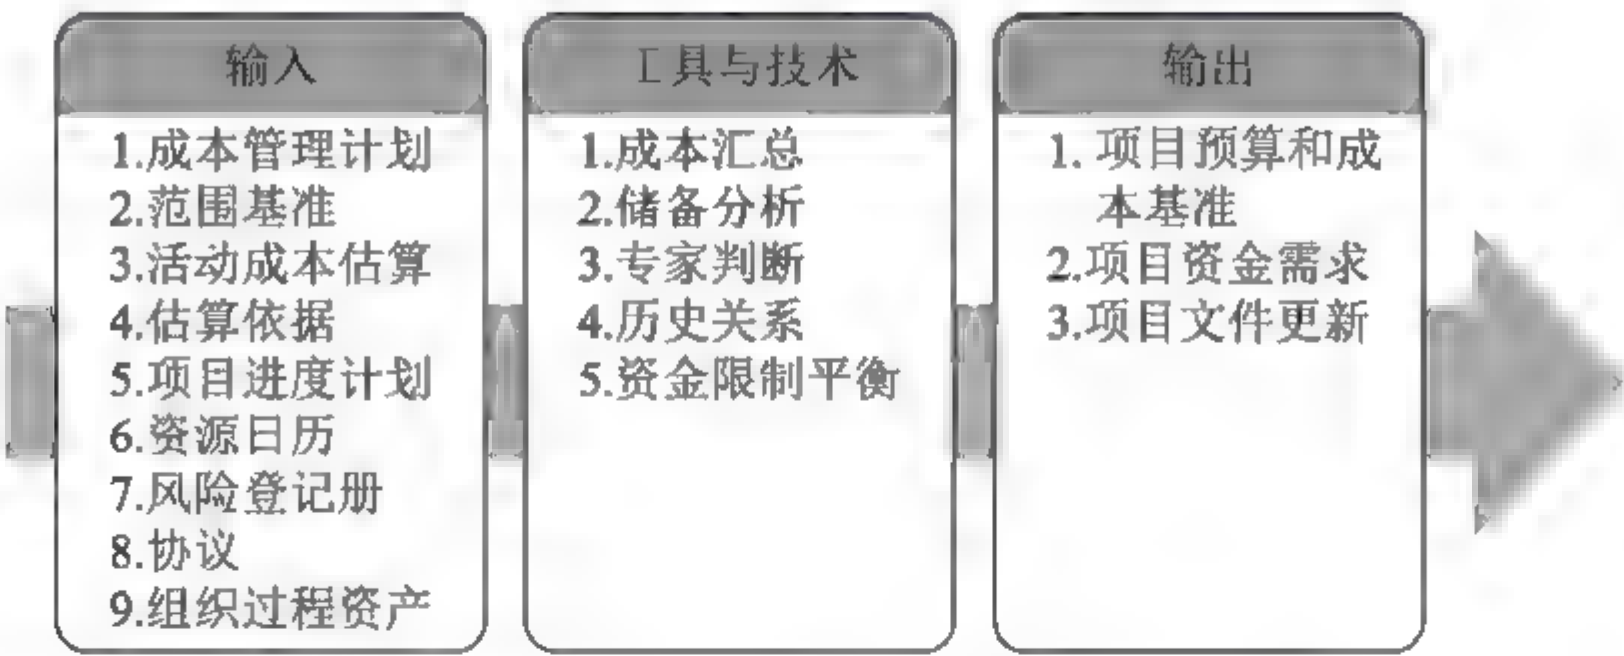 输入
1.成本管理计划
2.范围基准
3.活动成本估算
4.估算依据
5.项目进度计划
6.资源日历
7.风险登记册
8.协议
9.组织过程资产
工具与技术
1.成本汇总
2.储备分析
3.专家判断
4.历史关系
5.资金限制平衡
输出
1. 项目预算和成
本基准
2.项目资金需求
3.项目文件更新